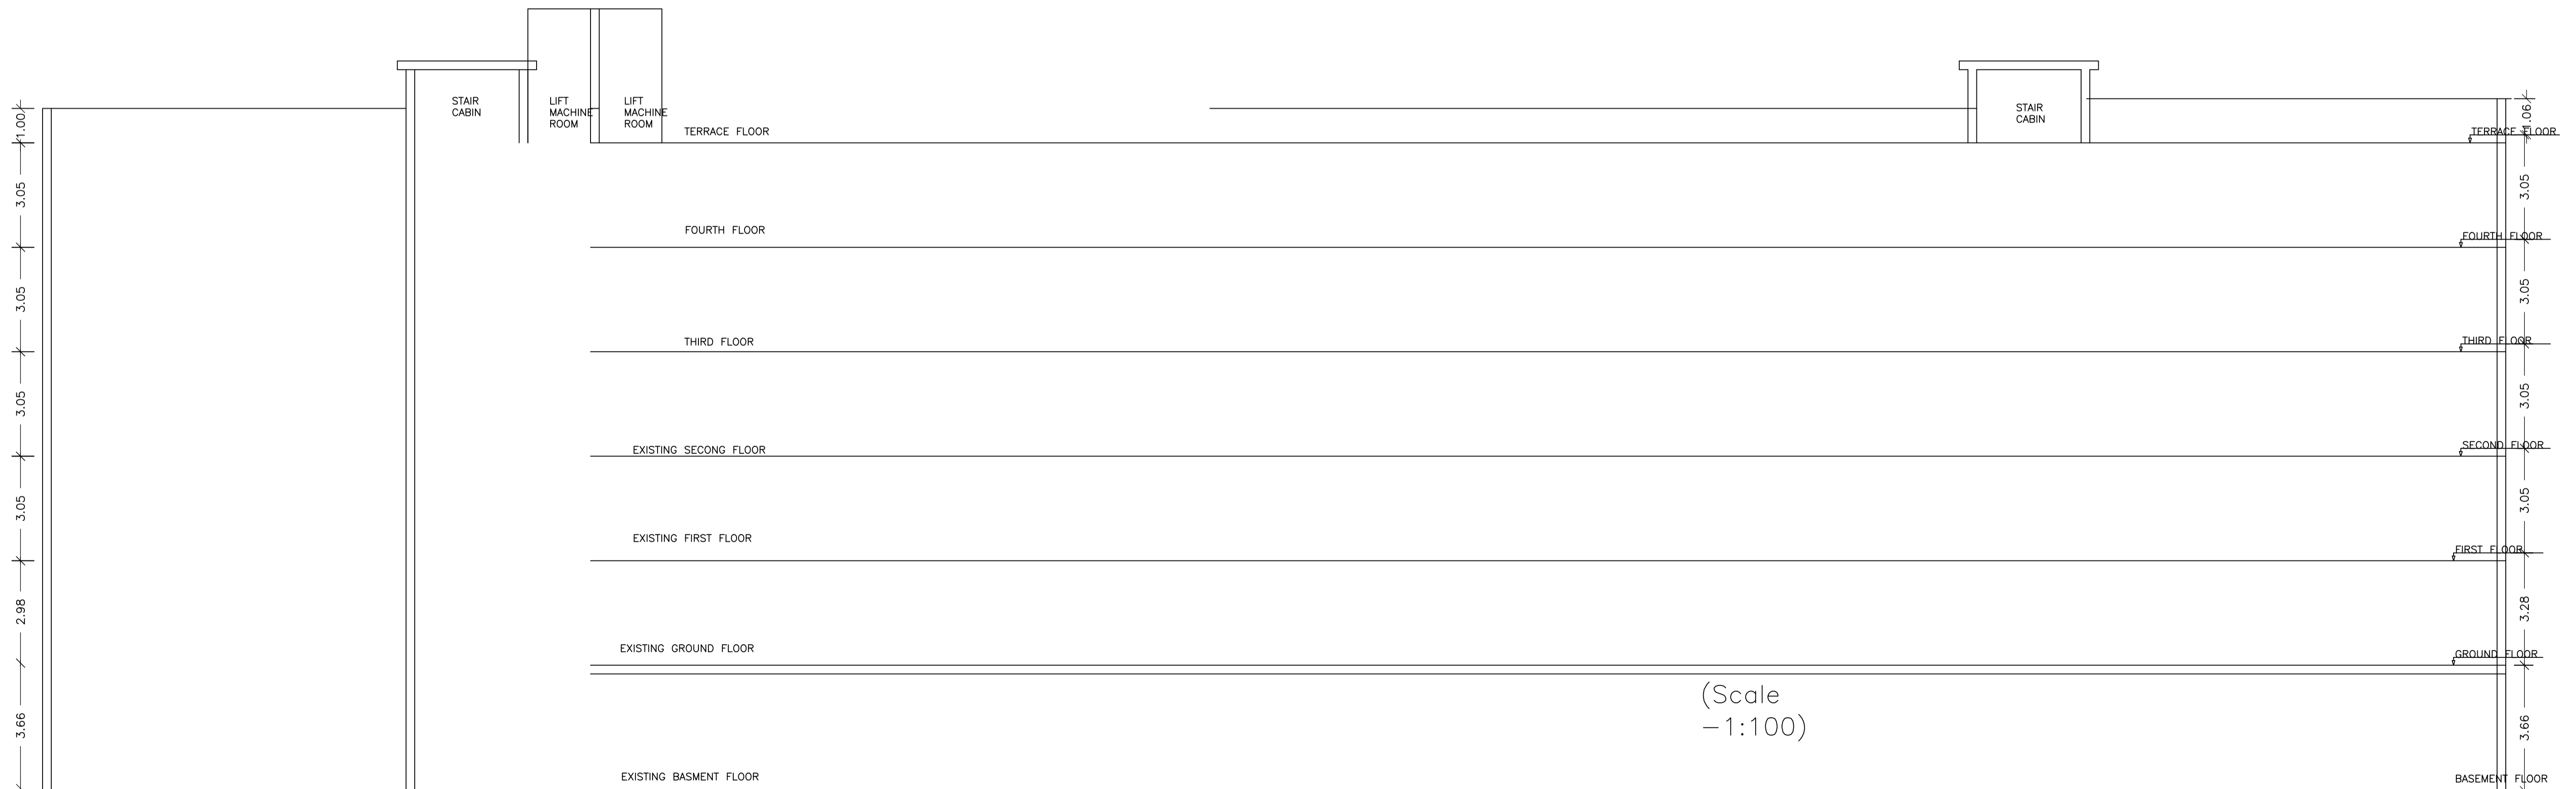 STAIR
CABIN
LIFT
MACHINE
ROOM
LIFT
MACHINE
ROOM
STAIR
CABIN
1.00
1.06
TERRACE FLOOR
TERRACE FLOOR
3.05
3.05
FOURTH FLOOR
FOURTH FLOOR
3.05
3.05
THIRD FLOOR
THIRD FLOOR
3.05
3.05
EXISTING SECOND FLOOR
SECOND FLOOR
3.05
3.05
EXISTING FIRST FLOOR
FIRST FLOOR
2.98
3.28
EXISTING GROUND FLOOR
GROUND FLOOR
(Scale
-1:100)
3.66
3.66
EXISTING BASMENT FLOOR
BASEMENT FLOOR